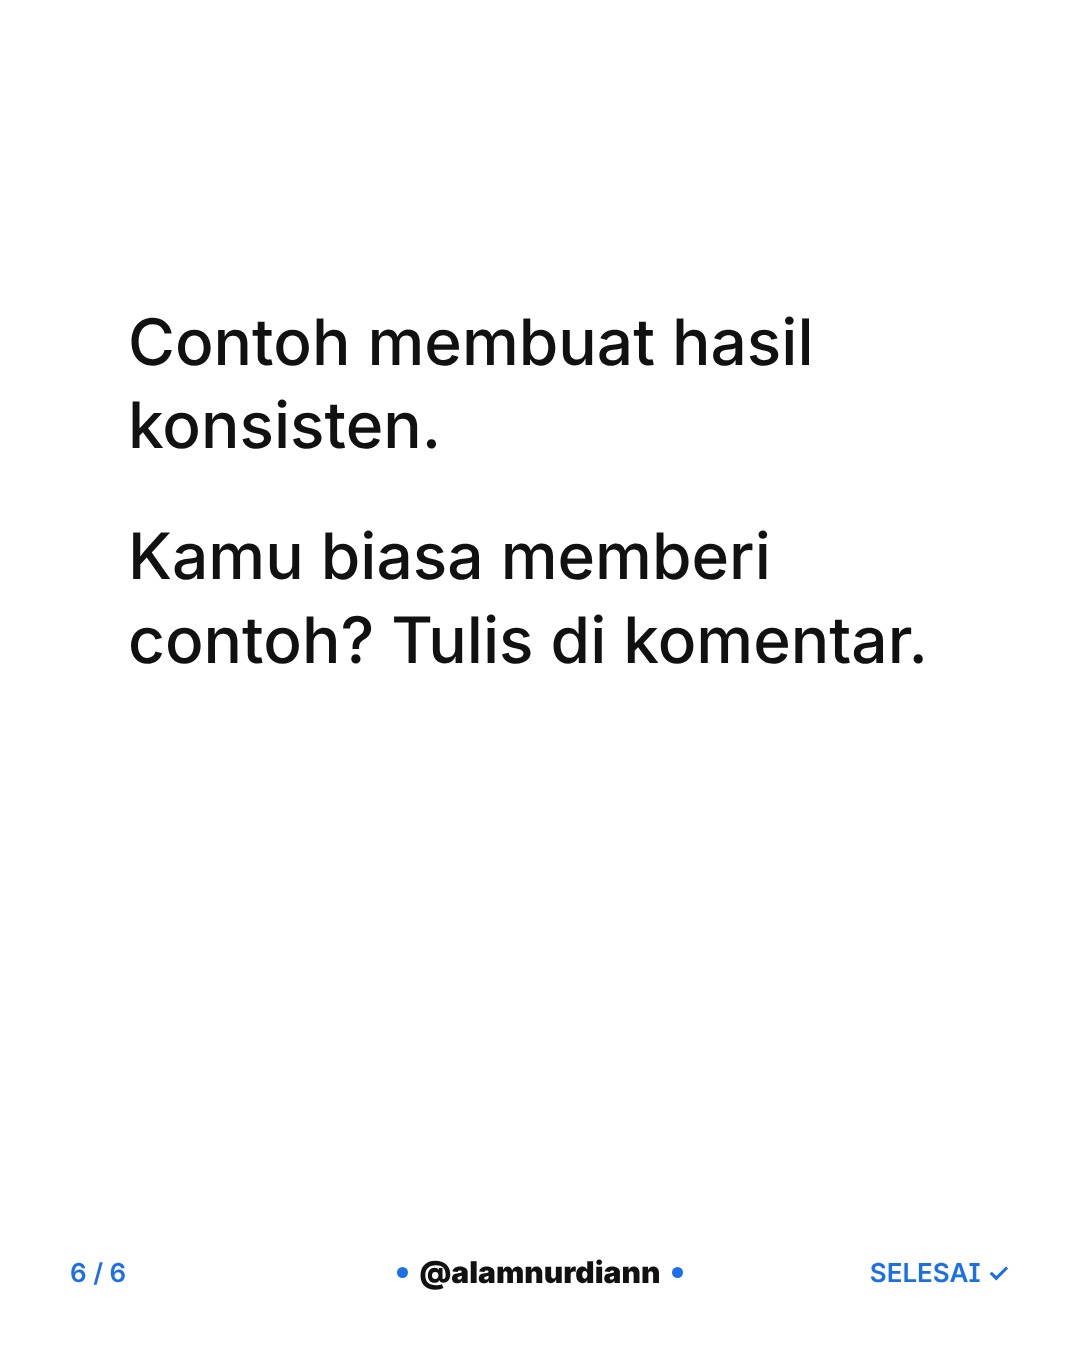 Contoh membuat hasil
konsisten.
Kamu biasa memberi
contoh? Tulis di komentar.
6 / 6
• @alamnurdiann •
SELESAI ✓